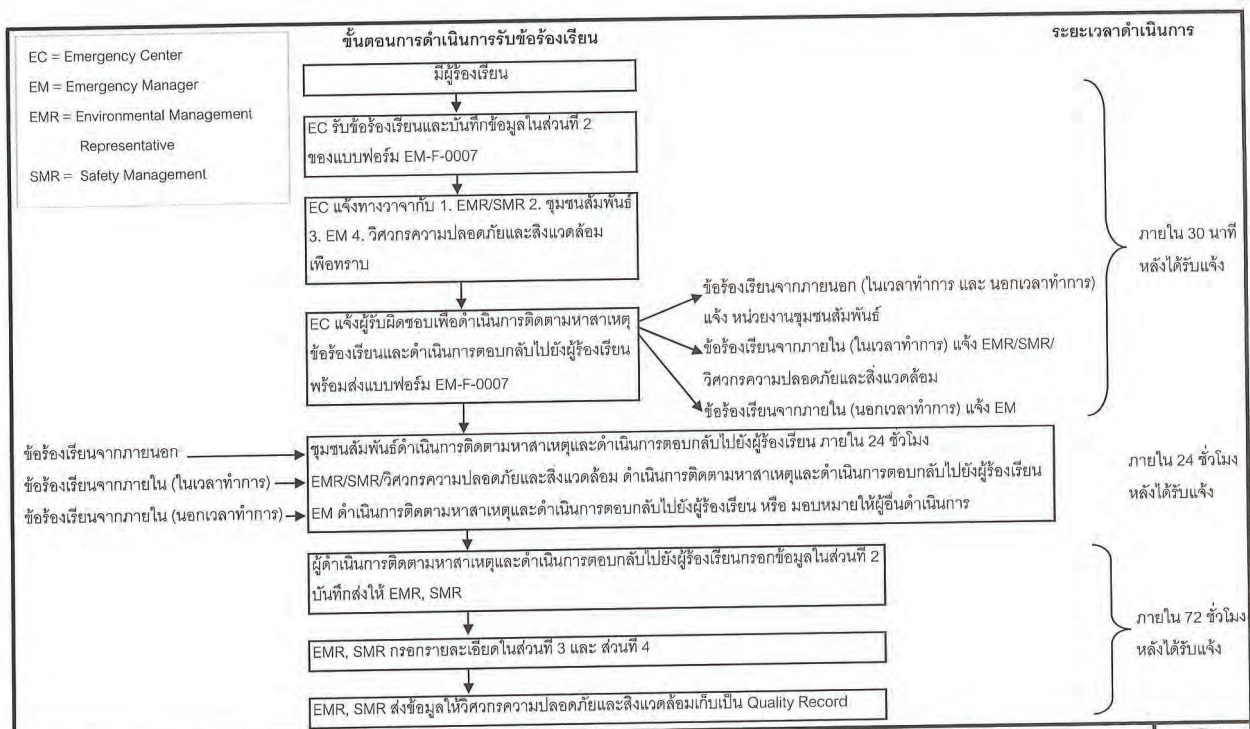 EC = Emergency Center
EM = Emergency Manager
EMR = Environmental Management
Representative
SMR = Safety Management
ขั้นตอนการดำเนินการรับข้อร้องเรียน
ระยะเวลาดำเนินการ
มีผู้ร้องเรียน
EC รับข้อร้องเรียนและบันทึกข้อมูลในส่วนที่ 2
ของแบบฟอร์ม EM-F-0007
EC แจ้งทางวาจากับ 1. EMR/SMR 2. ชุมชนสัมพันธ์
3. EM 4. วิศวกรความปลอดภัยและสิ่งแวดล้อม
เพื่อทราบ
EC แจ้งผู้รับผิดชอบเพื่อดำเนินการติดตามหาสาเหตุ
ข้อร้องเรียนและดำเนินการตอบกลับไปยังผู้ร้องเรียน
พร้อมส่งแบบฟอร์ม EM-F-0007
ข้อร้องเรียนจากภายนอก (ในเวลาทำการ และ นอกเวลาทำการ)
แจ้ง หน่วยงานชุมชนสัมพันธ์
ข้อร้องเรียนจากภายใน (ในเวลาทำการ) แจ้ง EMR/SMR/
วิศวกรความปลอดภัยและสิ่งแวดล้อม
ข้อร้องเรียนจากภายใน (นอกเวลาทำการ) แจ้ง EM
ภายใน 30 นาที
หลังได้รับแจ้ง
ข้อร้องเรียนจากภายนอก
ข้อร้องเรียนจากภายใน (ในเวลาทำการ)
ข้อร้องเรียนจากภายใน (นอกเวลาทำการ)
ชุมชนสัมพันธ์ดำเนินการติดตามหาสาเหตุและดำเนินการตอบกลับไปยังผู้ร้องเรียน ภายใน 24 ชั่วโมง
EMR/SMR/วิศวกรความปลอดภัยและสิ่งแวดล้อม ดำเนินการติดตามหาสาเหตุและดำเนินการตอบกลับไปยังผู้ร้องเรียน
EM ดำเนินการติดตามหาสาเหตุและดำเนินการตอบกลับไปยังผู้ร้องเรียน หรือ มอบหมายให้ผู้อื่นดำเนินการ
ภายใน 24 ชั่วโมง
หลังได้รับแจ้ง
ผู้ดำเนินการติดตามหาสาเหตุและดำเนินการตอบกลับไปยังผู้ร้องเรียนกรอกข้อมูลในส่วนที่ 2
บันทึกส่งให้ EMR, SMR
EMR, SMR กรอกรายละเอียดในส่วนที่ 3 และ ส่วนที่ 4
EMR, SMR ส่งข้อมูลให้วิศวกรความปลอดภัยและสิ่งแวดล้อมเก็บเป็น Quality Record
ภายใน 72 ชั่วโมง
หลังได้รับแจ้ง